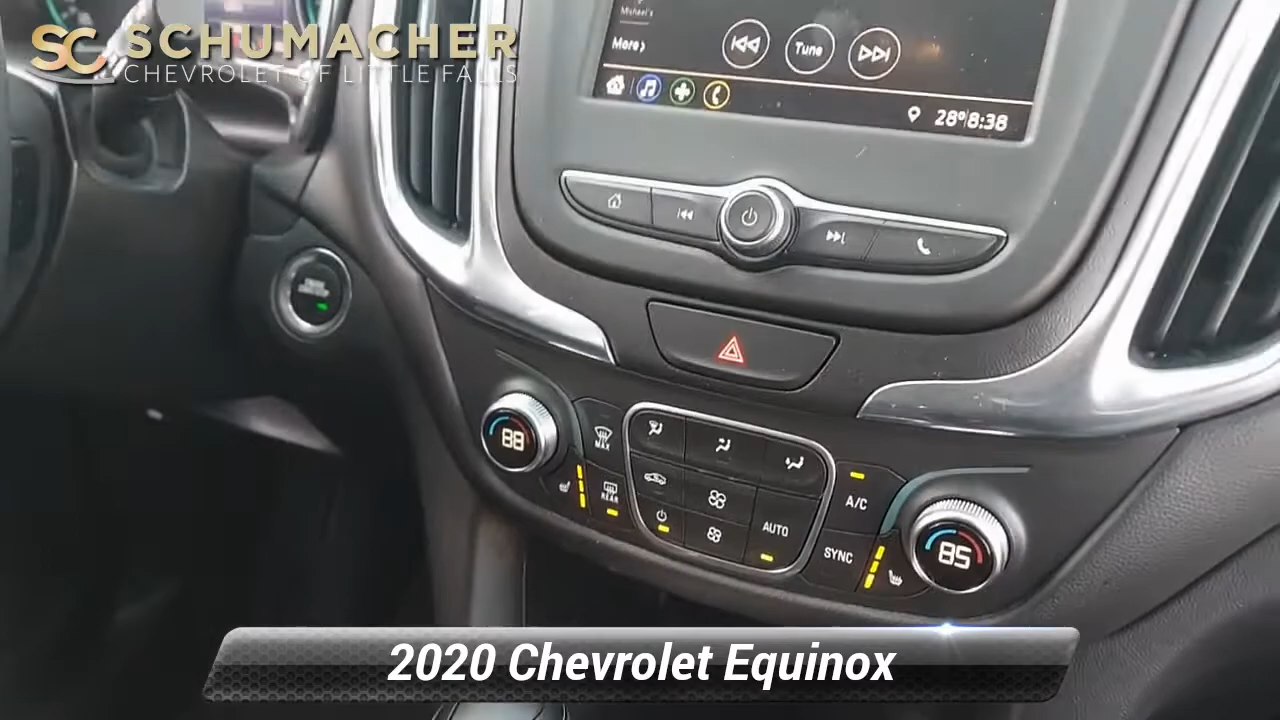 SC SCHUMACHER
CHEVROLET OF LITTLE FALLS
Michael's
More
Tune
28° 8:38
MAX
REAR
88
A/C
AUTO
SYNC
85
2020 Chevrolet Equinox